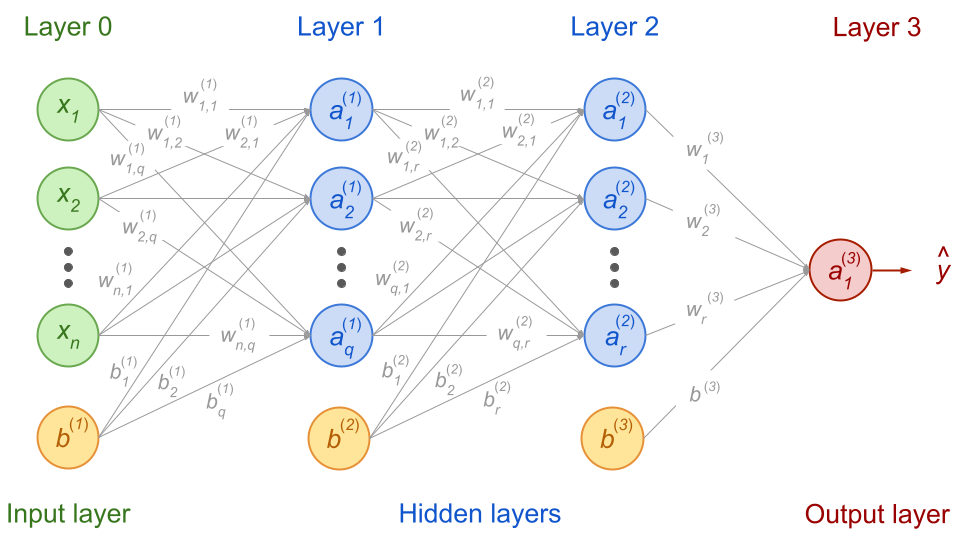 Layer 0
Layer 1
Layer 2
Layer 3
x_1
w_{1,1}^{(1)}
a_1^{(1)}
w_{1,1}^{(2)}
a_1^{(2)}
w_{1,2}^{(1)}
w_{2,1}^{(1)}
w_{1,2}^{(2)}
w_{2,1}^{(2)}
w_1^{(3)}
w_{1,q}^{(1)}
w_{1,r}^{(2)}
x_2
a_2^{(1)}
a_2^{(2)}
w_{2,q}^{(1)}
w_{2,r}^{(2)}
w_2^{(3)}
w_{n,1}^{(1)}
w_{q,1}^{(2)}
a_1^{(3)}
ŷ
x_n
w_{n,q}^{(1)}
a_q^{(1)}
w_{q,r}^{(2)}
a_r^{(2)}
w_r^{(3)}
b_1^{(1)}
b_2^{(1)}
b_q^{(1)}
b_1^{(2)}
b_2^{(2)}
b_r^{(2)}
b^{(3)}
b^{(1)}
b^{(2)}
b^{(3)}
Input layer
Hidden layers
Output layer